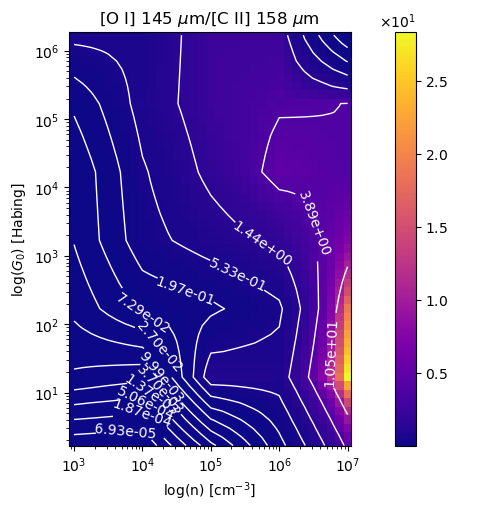 [O I] 145 μm/[C II] 158 μm
×10¹
10⁶
10⁵
10⁴
10³
10²
10¹
log(G₀) [Habing]
3.89e+00
1.44e+00
5.33e-01
1.97e-01
7.29e-02
2.70e-02
9.99e-03
1.87e-04
6.93e-05
1.05e+01
2.5
2.0
1.5
1.0
0.5
10³ 10⁴ 10⁵ 10⁶ 10⁷
log(n) [cm⁻³]